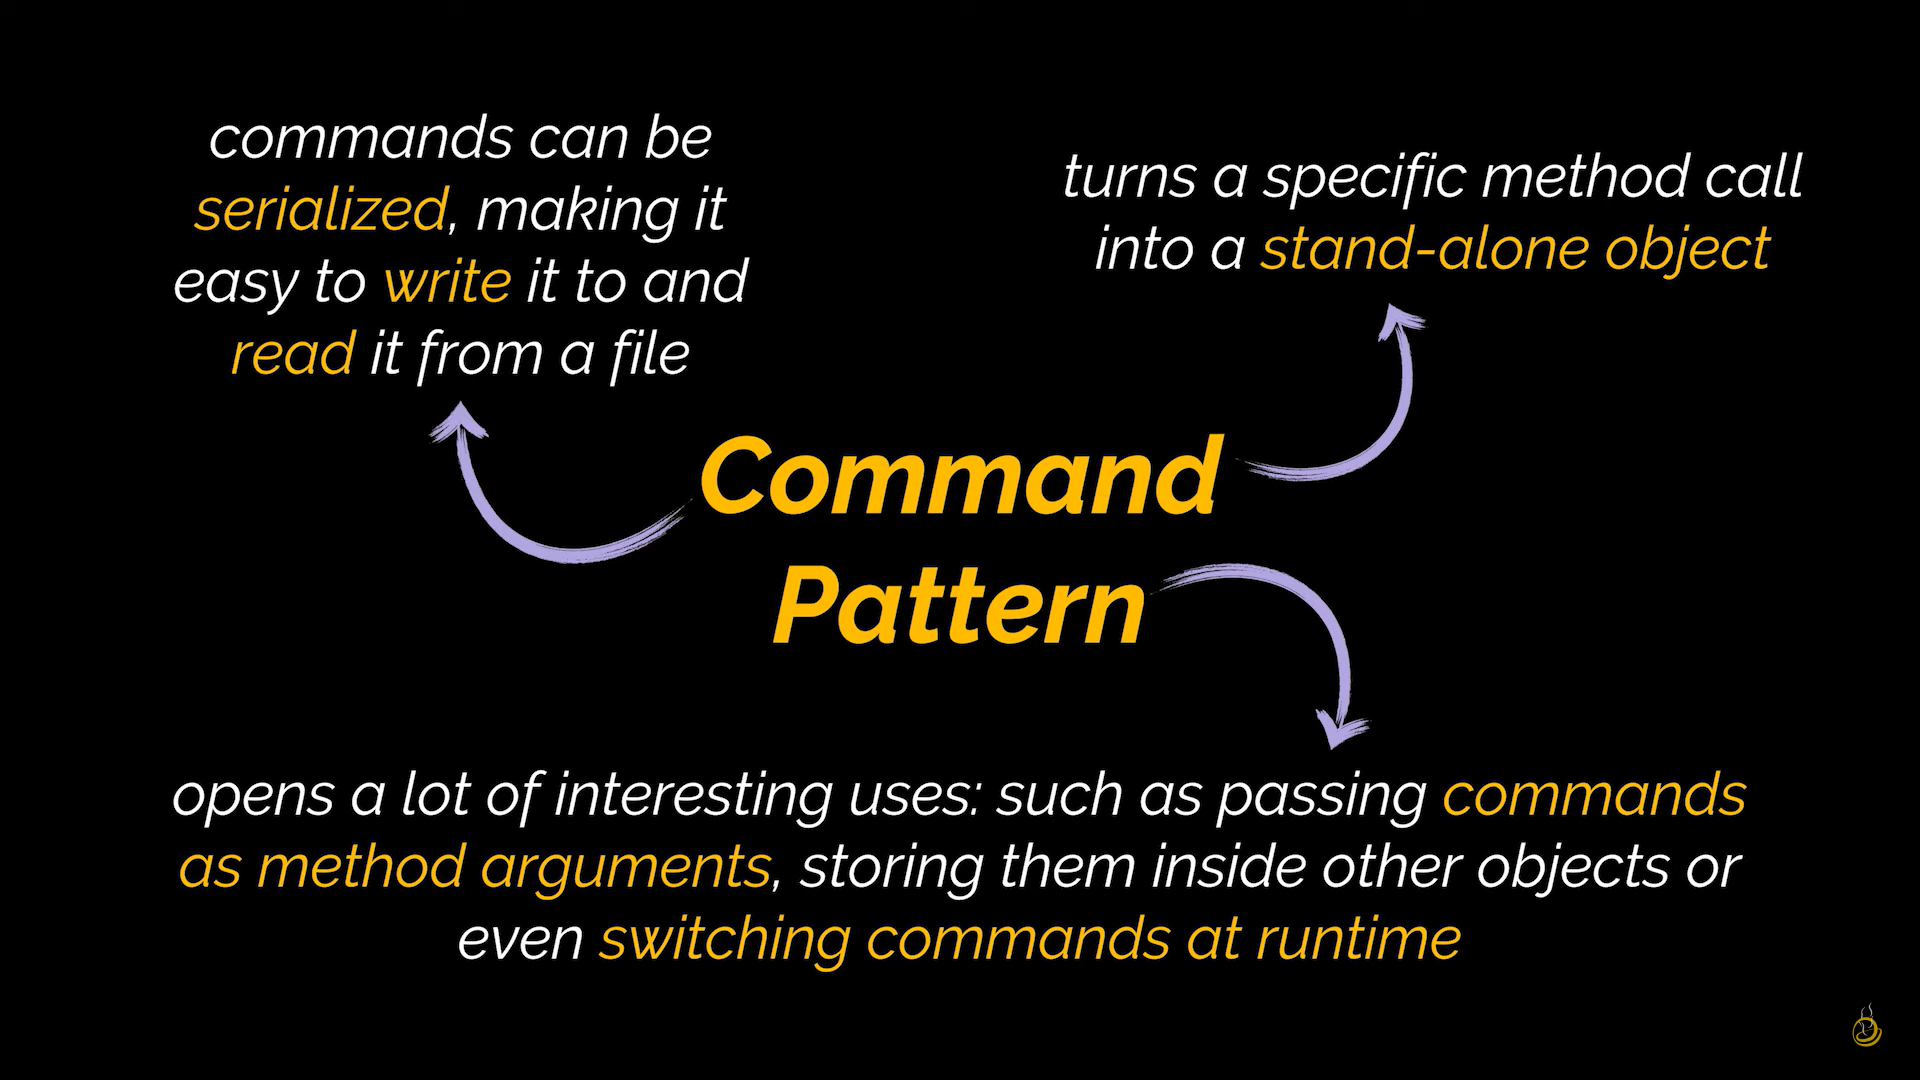 commands can be
serialized, making it
easy to write it to and
read it from a file
turns a specific method call
into a stand-alone object
Command
Pattern
opens a lot of interesting uses: such as passing commands
as method arguments, storing them inside other objects or
even switching commands at runtime